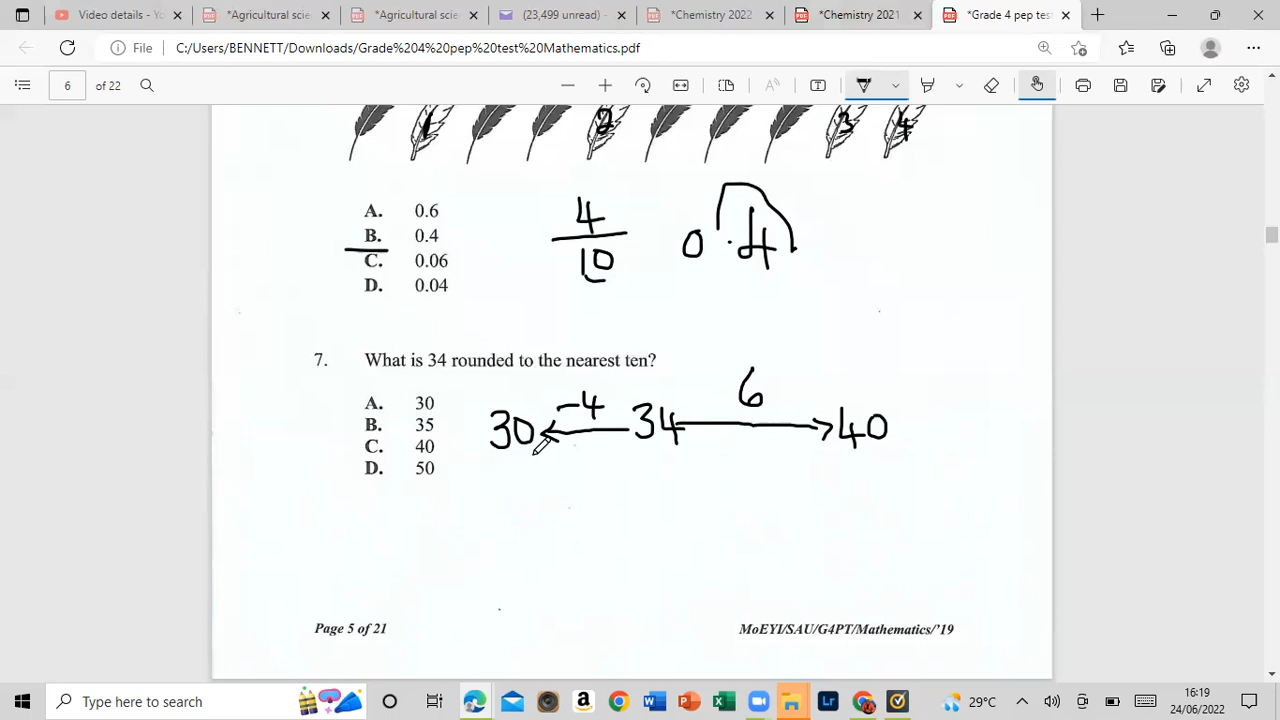 *Agricultural scie
*Agricultural scie
(23,499 unread) -
*Chemistry 2022
*Chemistry 2021
*Grade 4 pep tes
File C:/Users/BENNETT/Downloads/Grade%204%20pep%20test%20Mathematics.pdf
6 of 22
1 2 3 4
A. 0.6
B. 0.4
C. 0.06
D. 0.04
4
10
0.4
7. What is 34 rounded to the nearest ten?
A. 30
B. 35
C. 40
D. 50
-4
6
30 34 40
Page 5 of 21
MoEYI/SAU/G4PT/Mathematics/'19
Type here to search
29°C
16:19
24/06/2022